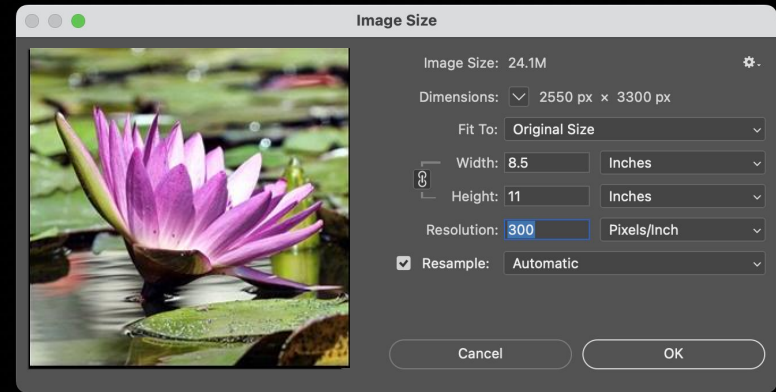 Image Size
Image Size: 24.1M
Dimensions: 2550 px × 3300 px
Fit To: Original Size
Width: 8.5 Inches
Height: 11 Inches
Resolution: 300 Pixels/Inch
Resample: Automatic
Cancel OK